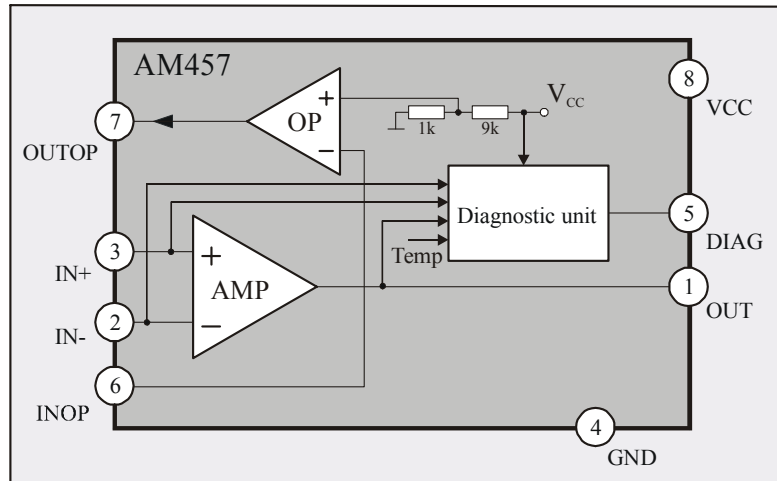 AM457
8
VCC
V_CC
+
OP
−
1k
9k
7
OUTOP
Diagnostic unit
5
DIAG
3
IN+
+
AMP
−
Temp
1
OUT
2
IN-
6
INOP
4
GND